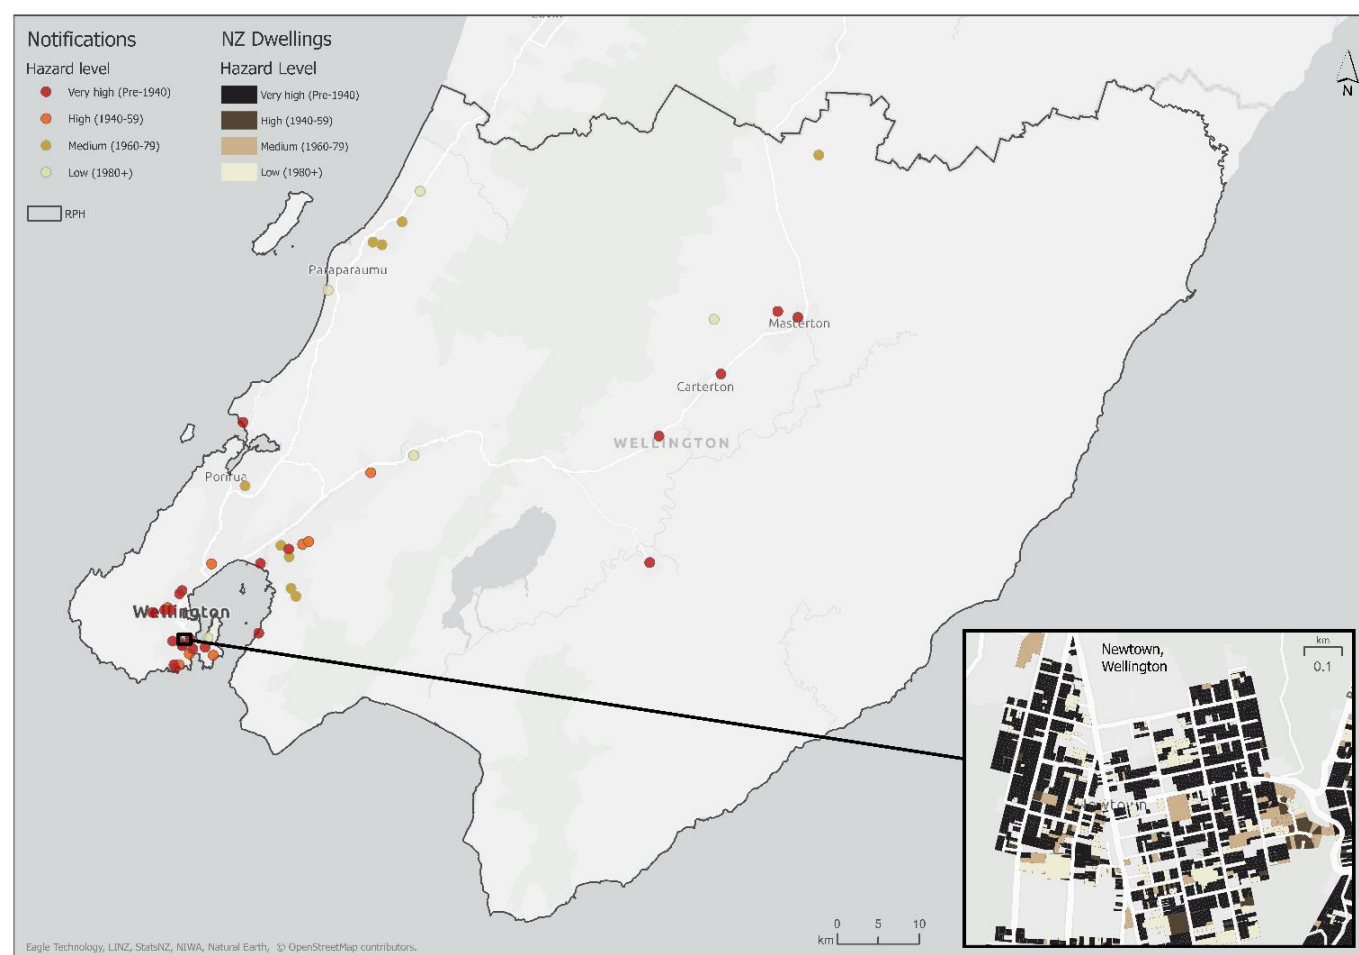 Levin
Notifications
Hazard level
Very high (Pre-1940)
High (1940-59)
Medium (1960-79)
Low (1980+)
RPH
NZ Dwellings
Hazard Level
Very high (Pre-1940)
High (1940-59)
Medium (1960-79)
Low (1980+)
N
Paraparaumu
Masterton
Carterton
WELLINGTON
Porirua
Wellington
Newtown,
Wellington
km
0.1
Newtown
0 5 10
km
Eagle Technology, LINZ, StatsNZ, NIWA, Natural Earth, © OpenStreetMap contributors.